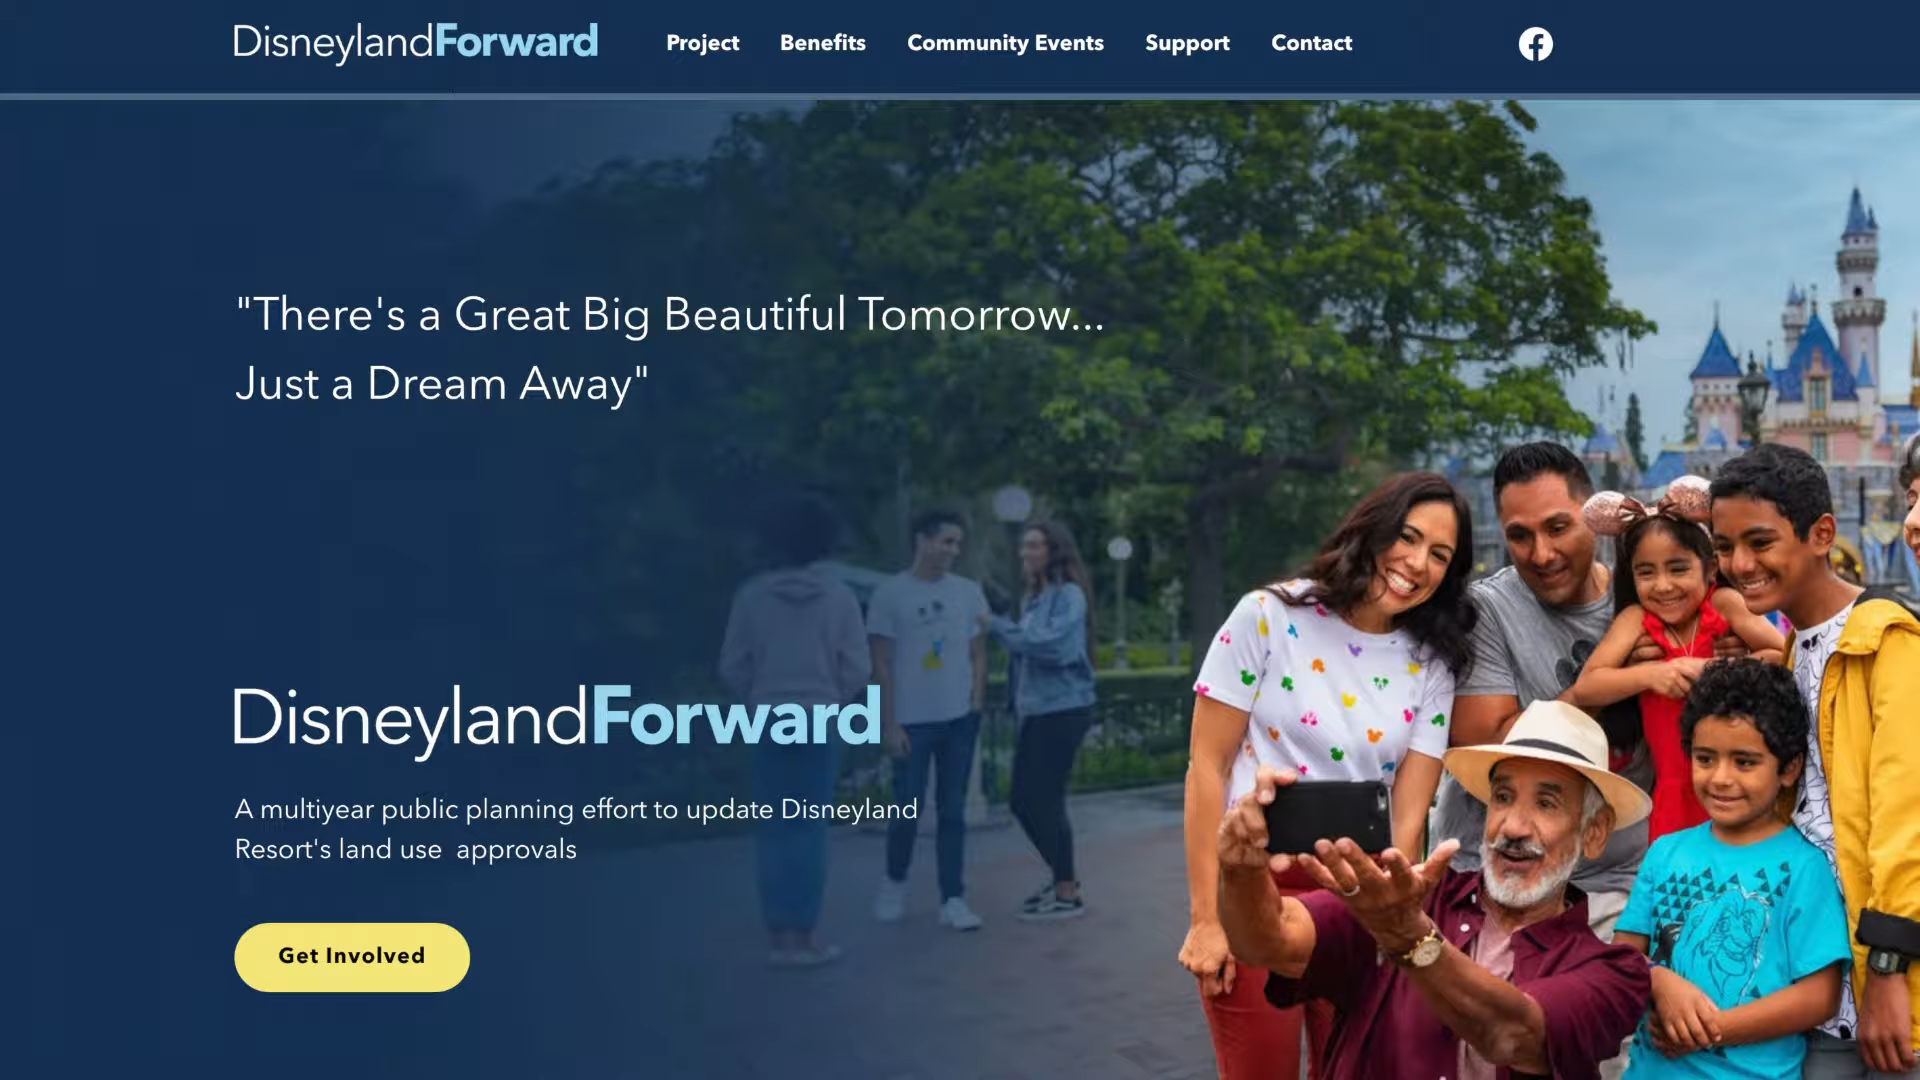 DisneylandForward
Project
Benefits
Community Events
Support
Contact
"There's a Great Big Beautiful Tomorrow...
Just a Dream Away"
DisneylandForward
A multiyear public planning effort to update Disneyland
Resort's land use  approvals
Get Involved